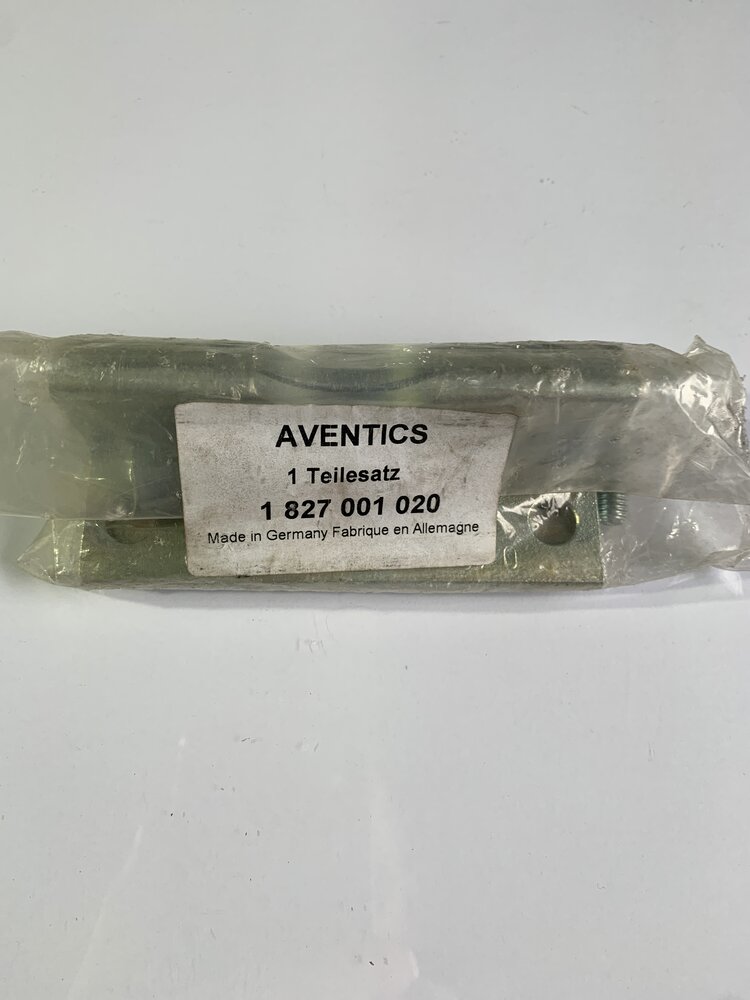 AVENTICS
1 Teilesatz
1 827 001 020
Made in Germany Fabrique en Allemagne